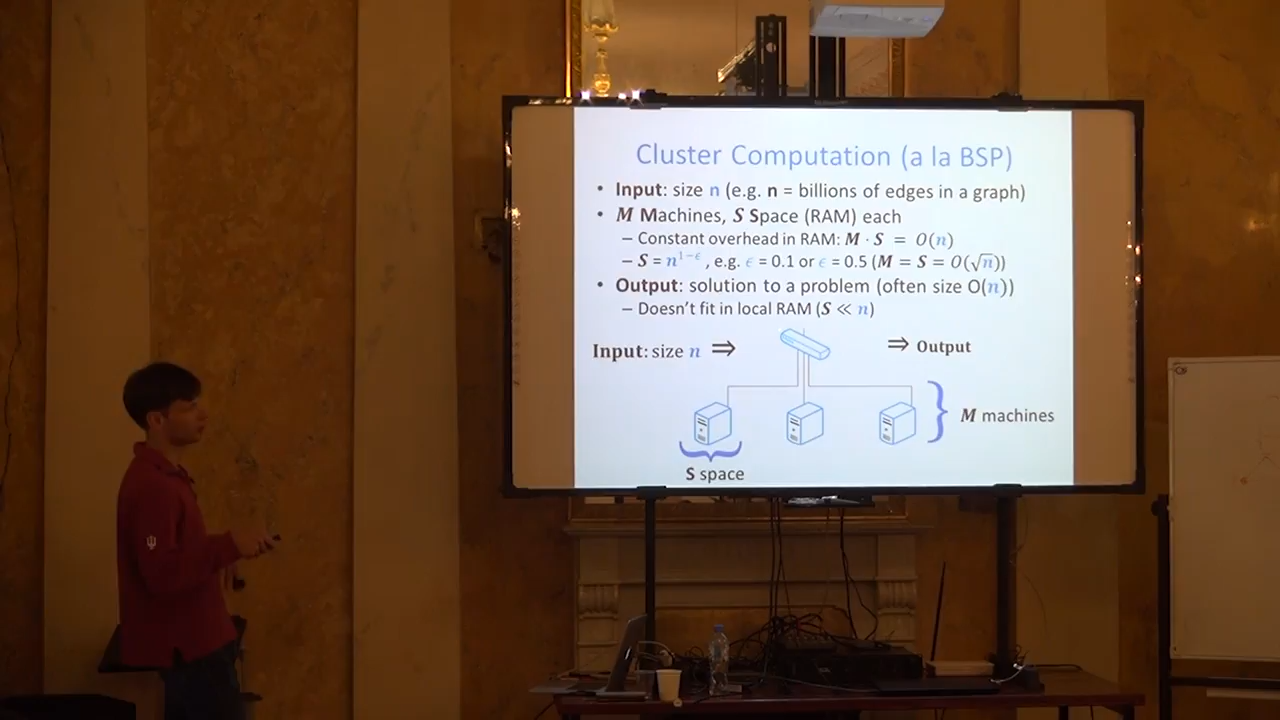 Cluster Computation (a la BSP)
• Input: size n (e.g. n = billions of edges in a graph)
• M Machines, S Space (RAM) each
– Constant overhead in RAM: M · S = O(n)
– S = n^{1−ϵ}, e.g. ϵ = 0.1 or ϵ = 0.5 (M = S = O(√n))
• Output: solution to a problem (often size O(n))
– Doesn't fit in local RAM (S ≪ n)
Input: size n ⇒ ⇒ Output
M machines
S space